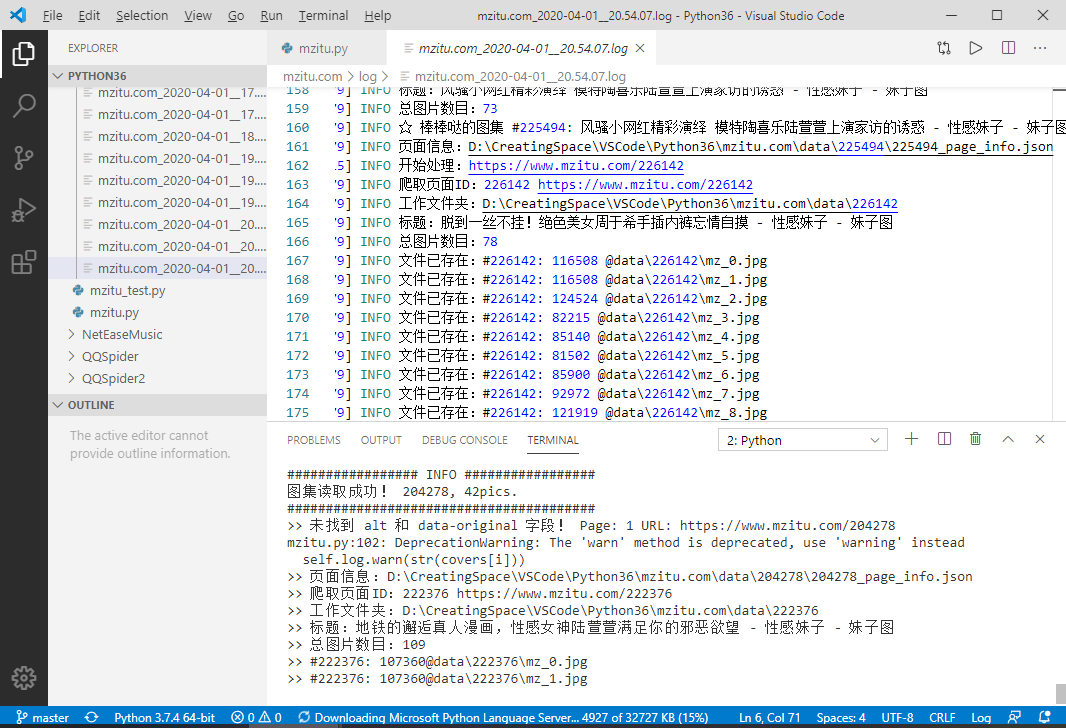 File Edit Selection View Go Run Terminal Help mzitu.com_2020-04-01__20.54.07.log - Python36 - Visual Studio Code
EXPLORER
PYTHON36
mzitu.com_2020-04-01__17....
mzitu.com_2020-04-01__17....
mzitu.com_2020-04-01__18....
mzitu.com_2020-04-01__18....
mzitu.com_2020-04-01__19....
mzitu.com_2020-04-01__19....
mzitu.com_2020-04-01__20....
mzitu.com_2020-04-01__20....
mzitu.com_2020-04-01__20....
mzitu_test.py
mzitu.py
NetEaseMusic
QQSpider
QQSpider2
OUTLINE
The active editor cannot
provide outline information.
mzitu.py mzitu.com_2020-04-01__20.54.07.log
mzitu.com > log > mzitu.com_2020-04-01__20.54.07.log
158 '9] INFO 标题: 风骚小网红精彩演绎 模特陶喜乐陆萱萱上演家访的诱惑 - 性感妹子 - 妹子图
159 '9] INFO 总图片数目: 73
160 '9] INFO ☆ 棒棒哒的图集 #225494: 风骚小网红精彩演绎 模特陶喜乐陆萱萱上演家访的诱惑 - 性感妹子 - 妹子图
161 '9] INFO 页面信息: D:\CreatingSpace\VSCode\Python36\mzitu.com\data\225494\225494_page_info.json
162 .5] INFO 开始处理: https://www.mzitu.com/226142
163 '9] INFO 爬取页面ID: 226142 https://www.mzitu.com/226142
164 '9] INFO 工作文件夹: D:\CreatingSpace\VSCode\Python36\mzitu.com\data\226142
165 '9] INFO 标题: 脱到一丝不挂! 绝色美女周于希手插内裤忘情自摸 - 性感妹子 - 妹子图
166 '9] INFO 总图片数目: 78
167 '9] INFO 文件已存在: #226142: 116508 @data\226142\mz_0.jpg
168 '9] INFO 文件已存在: #226142: 116508 @data\226142\mz_1.jpg
169 '9] INFO 文件已存在: #226142: 124524 @data\226142\mz_2.jpg
170 '9] INFO 文件已存在: #226142: 82215 @data\226142\mz_3.jpg
171 '9] INFO 文件已存在: #226142: 85140 @data\226142\mz_4.jpg
172 '9] INFO 文件已存在: #226142: 81502 @data\226142\mz_5.jpg
173 '9] INFO 文件已存在: #226142: 85900 @data\226142\mz_6.jpg
174 '9] INFO 文件已存在: #226142: 92972 @data\226142\mz_7.jpg
175 '9] INFO 文件已存在: #226142: 121919 @data\226142\mz_8.jpg
PROBLEMS OUTPUT DEBUG CONSOLE TERMINAL 2: Python
################# INFO #################
图集读取成功! 204278, 42pics.
########################################
>> 未找到 alt 和 data-original 字段! Page: 1 URL: https://www.mzitu.com/204278
mzitu.py:102: DeprecationWarning: The 'warn' method is deprecated, use 'warning' instead
self.log.warn(str(covers[i]))
>> 页面信息: D:\CreatingSpace\VSCode\Python36\mzitu.com\data\204278\204278_page_info.json
>> 爬取页面ID: 222376 https://www.mzitu.com/222376
>> 工作文件夹: D:\CreatingSpace\VSCode\Python36\mzitu.com\data\222376
>> 标题: 地铁的邂逅真人漫画, 性感女神陆萱萱满足你的邪恶欲望 - 性感妹子 - 妹子图
>> 总图片数目: 109
>> #222376: 107360@data\222376\mz_0.jpg
>> #222376: 107360@data\222376\mz_1.jpg
master Python 3.7.4 64-bit 0 0 Downloading Microsoft Python Language Server... 4927 of 32727 KB (15%) Ln 6, Col 71 Spaces: 4 UTF-8 CRLF Log